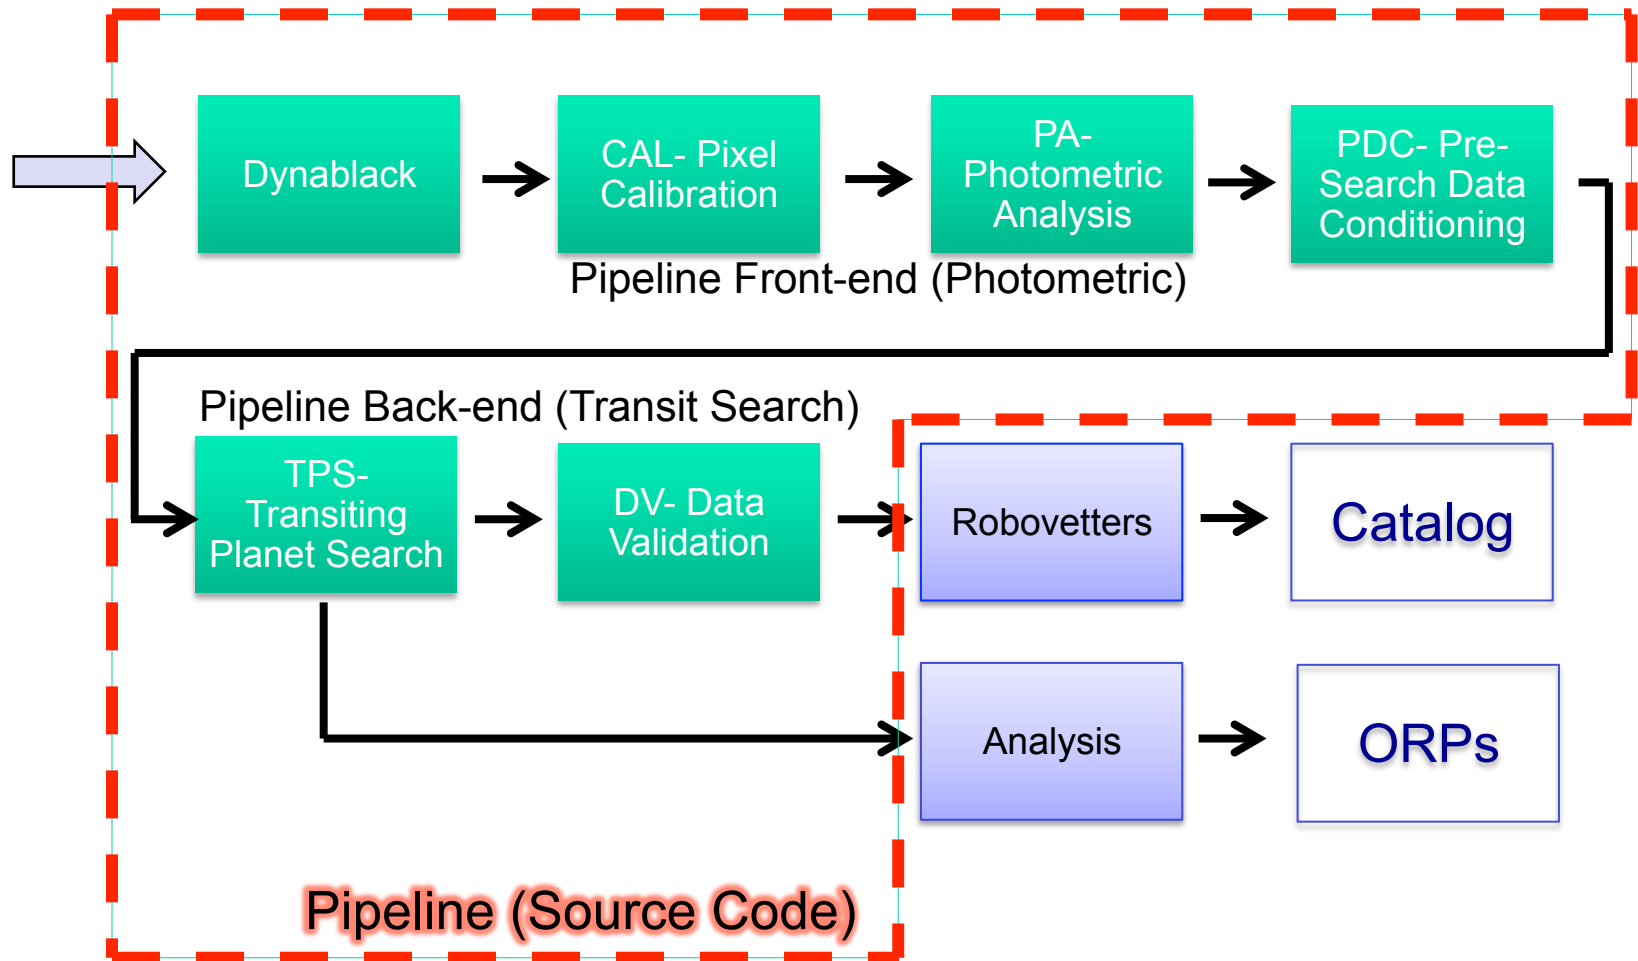 Dynablack
CAL- Pixel
Calibration
PA-
Photometric
Analysis
PDC- Pre-
Search Data
Conditioning
Pipeline Front-end (Photometric)
Pipeline Back-end (Transit Search)
TPS-
Transiting
Planet Search
DV- Data
Validation
Robovetters
Catalog
Analysis
ORPs
Pipeline (Source Code)